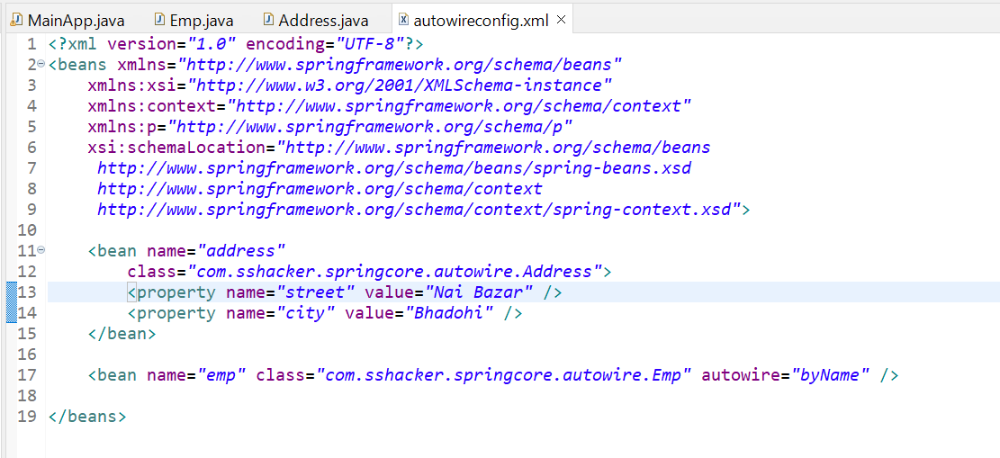 MainApp.java Emp.java Address.java autowireconfig.xml
1 <?xml version="1.0" encoding="UTF-8"?>
2 <beans xmlns="http://www.springframework.org/schema/beans"
3     xmlns:xsi="http://www.w3.org/2001/XMLSchema-instance"
4     xmlns:context="http://www.springframework.org/schema/context"
5     xmlns:p="http://www.springframework.org/schema/p"
6     xsi:schemaLocation="http://www.springframework.org/schema/beans
7      http://www.springframework.org/schema/beans/spring-beans.xsd
8      http://www.springframework.org/schema/context
9      http://www.springframework.org/schema/context/spring-context.xsd">
10
11     <bean name="address"
12         class="com.sshacker.springcore.autowire.Address">
13         <property name="street" value="Nai Bazar" />
14         <property name="city" value="Bhadohi" />
15     </bean>
16
17     <bean name="emp" class="com.sshacker.springcore.autowire.Emp" autowire="byName" />
18
19 </beans>